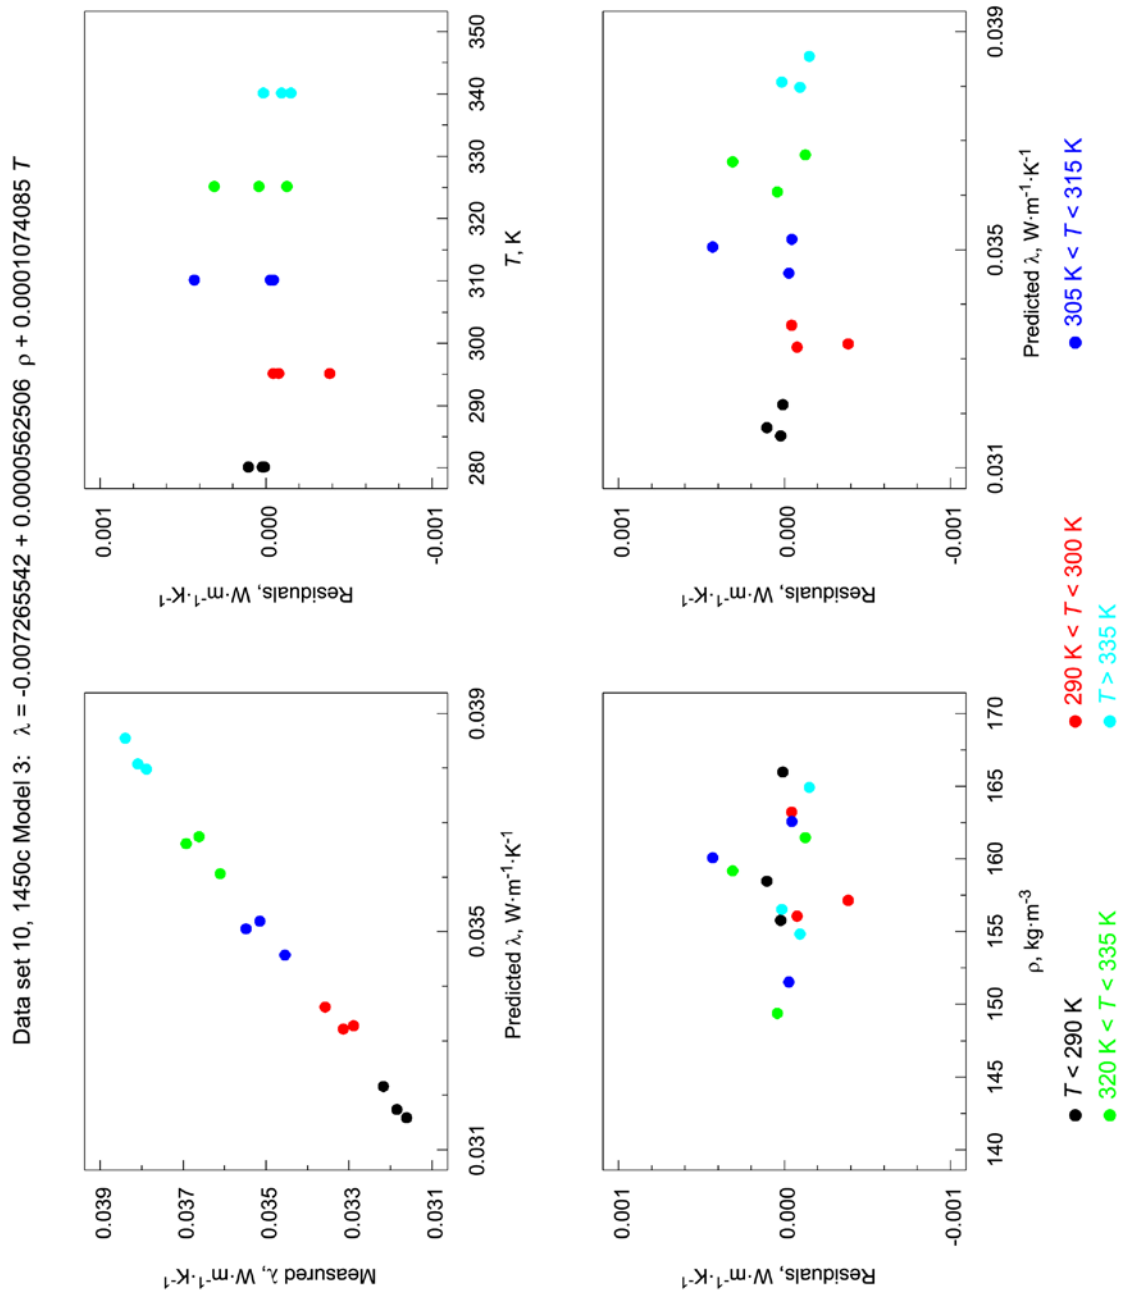 Data set 10, 1450c Model 3: λ = -0.007265542 + 0.0000562506 ρ + 0.0001074085 T
Measured λ, W·m⁻¹·K⁻¹
0.039
0.037
0.035
0.033
0.031
0.031
0.035
0.039
Predicted λ, W·m⁻¹·K⁻¹
Residuals, W·m⁻¹·K⁻¹
0.001
0.000
-0.001
280
290
300
310
320
330
340
350
T, K
Residuals, W·m⁻¹·K⁻¹
0.001
0.000
-0.001
140
145
150
155
160
165
170
ρ, kg·m⁻³
Residuals, W·m⁻¹·K⁻¹
0.001
0.000
-0.001
0.031
0.035
0.039
Predicted λ, W·m⁻¹·K⁻¹
T < 290 K
290 K < T < 300 K
305 K < T < 315 K
320 K < T < 335 K
T > 335 K